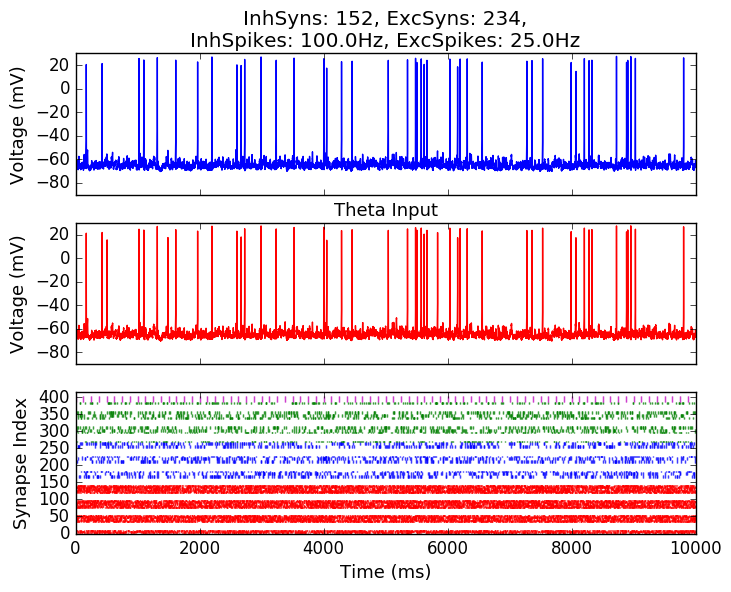 InhSyns: 152, ExcSyns: 234,
InhSpikes: 100.0Hz, ExcSpikes: 25.0Hz
Voltage (mV)
20
0
−20
−40
−60
−80
Theta Input
Voltage (mV)
20
0
−20
−40
−60
−80
Synapse Index
400
350
300
250
200
150
100
50
0
0 2000 4000 6000 8000 10000
Time (ms)